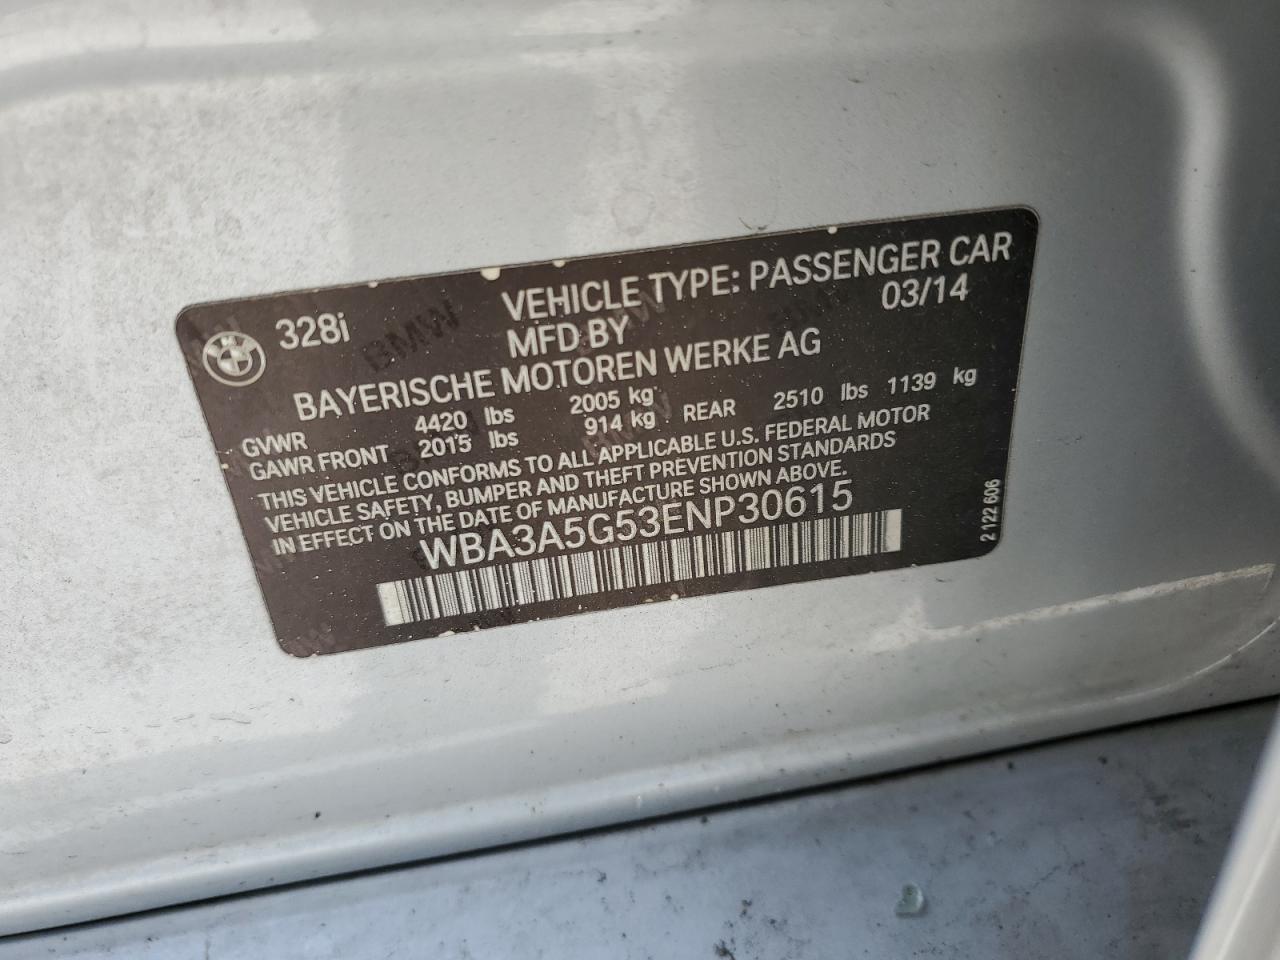 328i
VEHICLE TYPE: PASSENGER CAR
MFD BY 03/14
BAYERISCHE MOTOREN WERKE AG
GVWR 4420 lbs 2005 kg
GAWR FRONT 2015 lbs 914 kg REAR 2510 lbs 1139 kg
THIS VEHICLE CONFORMS TO ALL APPLICABLE U.S. FEDERAL MOTOR
VEHICLE SAFETY, BUMPER AND THEFT PREVENTION STANDARDS
IN EFFECT ON THE DATE OF MANUFACTURE SHOWN ABOVE.
WBA3A5G53ENP30615
2 122 606
BMW
BMW
BMW